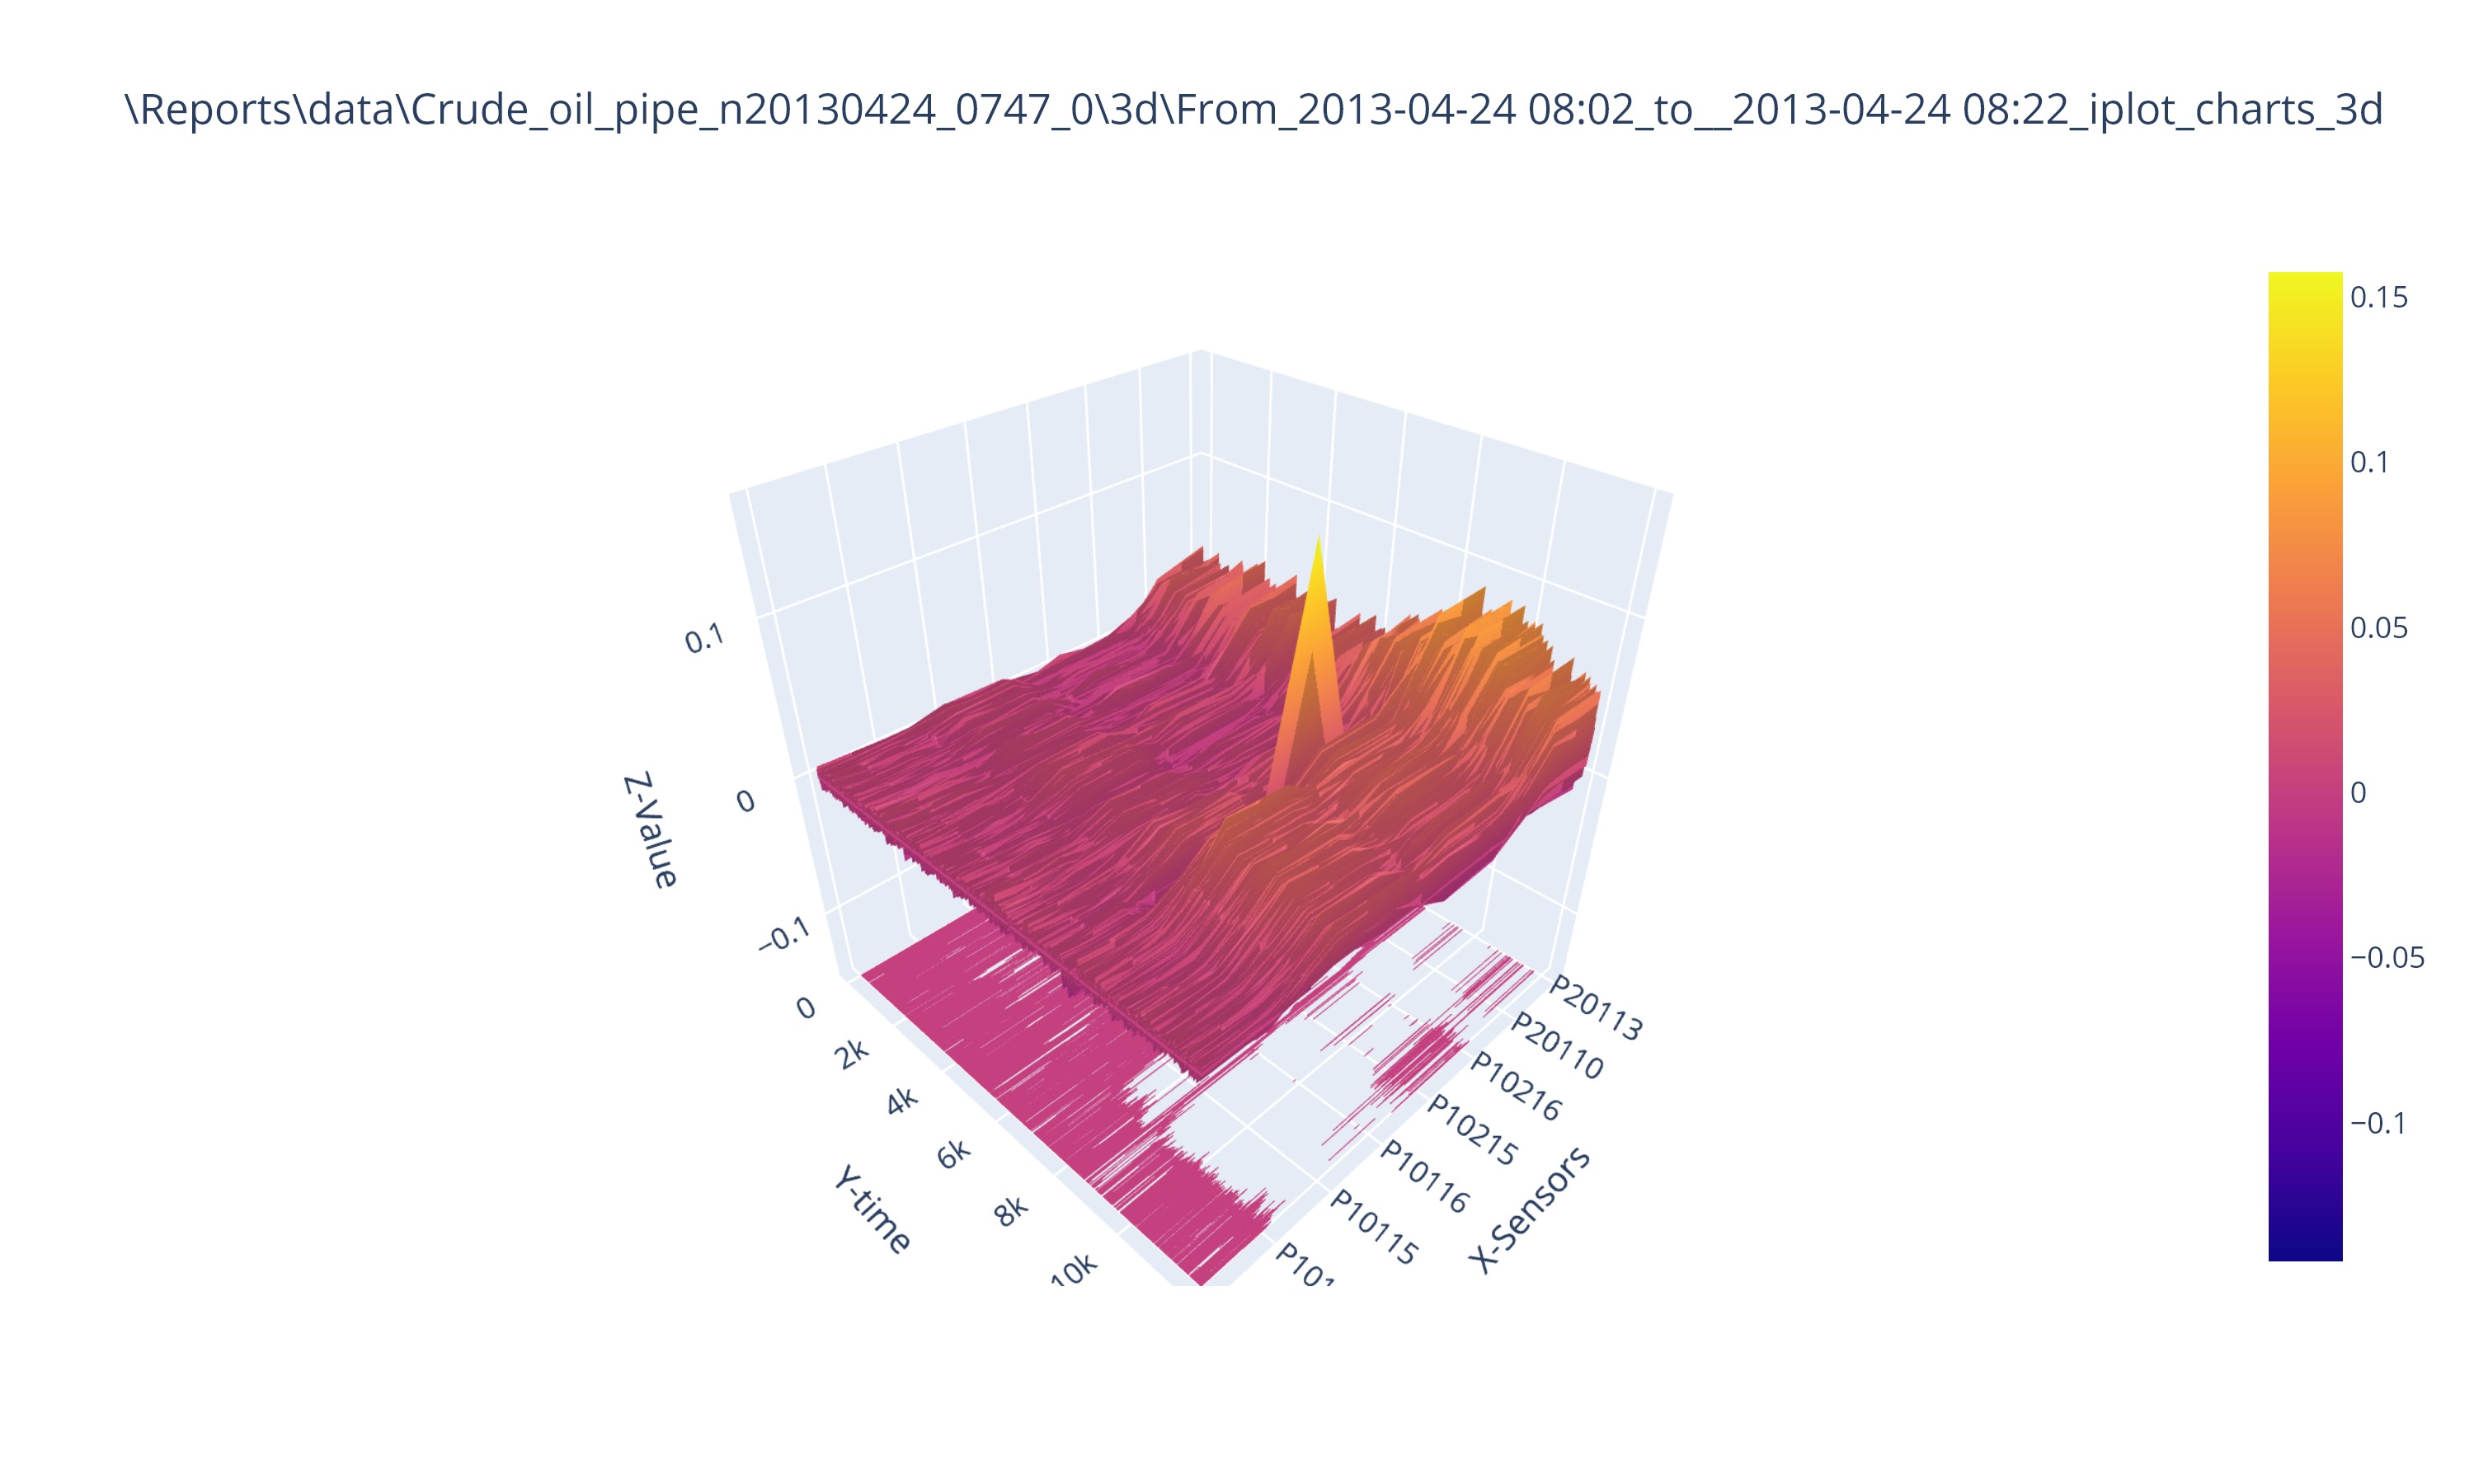 \Reports\data\Crude_oil_pipe_n20130424_0747_0\3d\From_2013-04-24 08:02_to__2013-04-24 08:22_iplot_charts_3d
0.15
0.1
0.05
0
−0.05
−0.1
0.1
0
−0.1
Z-Value
0
2k
4k
6k
8k
10k
Y-time
P20113
P20110
P10216
P10215
P10116
P10115
X-Sensors